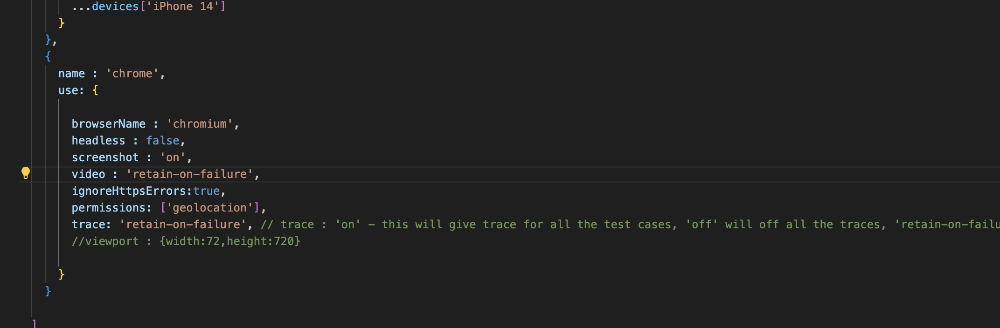 ...devices['iPhone 14']
}
},
{
name : 'chrome',
use: {
browserName : 'chromium',
headless : false,
screenshot : 'on',
video : 'retain-on-failure',
ignoreHttpsErrors:true,
permissions: ['geolocation'],
trace: 'retain-on-failure', // trace : 'on' - this will give trace for all the test cases, 'off' will off all the traces, 'retain-on-failu
//viewport : {width:72,height:720}
}
}
]